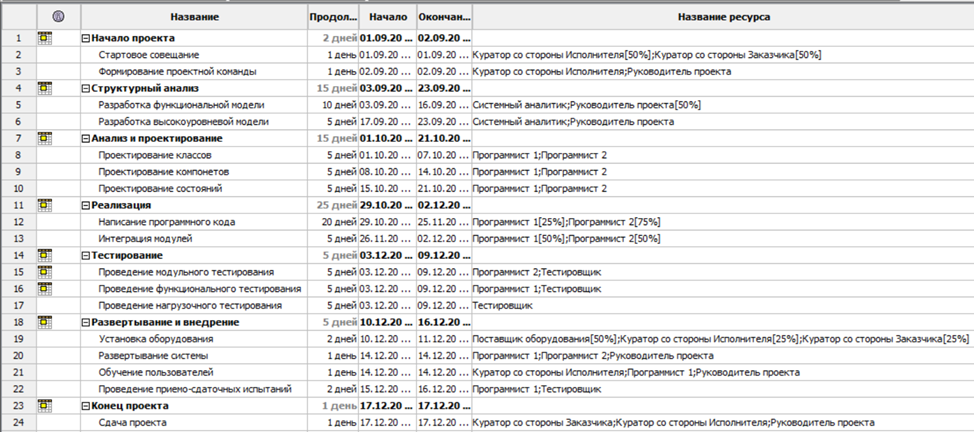 Название Продол... Начало Окончан... Название ресурса
1 Начало проекта 2 дней 01.09.20 ... 02.09.20 ...
2 Стартовое совещание 1 день 01.09.20 ... 01.09.20 ... Куратор со стороны Исполнителя[50%];Куратор со стороны Заказчика[50%]
3 Формирование проектной команды 1 день 02.09.20 ... 02.09.20 ... Куратор со стороны Исполнителя;Руководитель проекта
4 Структурный анализ 15 дней 03.09.20 ... 23.09.20 ...
5 Разработка функциональной модели 10 дней 03.09.20 ... 16.09.20 ... Системный аналитик;Руководитель проекта[50%]
6 Разработка высокоуровневой модели 5 дней 17.09.20 ... 23.09.20 ... Системный аналитик;Руководитель проекта
7 Анализ и проектирование 15 дней 01.10.20 ... 21.10.20 ...
8 Проектирование классов 5 дней 01.10.20 ... 07.10.20 ... Программист 1;Программист 2
9 Проектирование компонетов 5 дней 08.10.20 ... 14.10.20 ... Программист 1;Программист 2
10 Проектирование состояний 5 дней 15.10.20 ... 21.10.20 ... Программист 1;Программист 2
11 Реализация 25 дней 29.10.20 ... 02.12.20 ...
12 Написание программного кода 20 дней 29.10.20 ... 25.11.20 ... Программист 1[25%];Программист 2[75%]
13 Интеграция модулей 5 дней 26.11.20 ... 02.12.20 ... Программист 1[50%];Программист 2[50%]
14 Тестирование 5 дней 03.12.20 ... 09.12.20 ...
15 Проведение модульного тестирования 5 дней 03.12.20 ... 09.12.20 ... Программист 2;Тестировщик
16 Проведение функционального тестирования 5 дней 03.12.20 ... 09.12.20 ... Программист 1;Тестировщик
17 Проведение нагрузочного тестирования 5 дней 03.12.20 ... 09.12.20 ... Тестировщик
18 Развертывание и внедрение 5 дней 10.12.20 ... 16.12.20 ...
19 Установка оборудования 2 дней 10.12.20 ... 11.12.20 ... Поставщик оборудования[50%];Куратор со стороны Исполнителя[25%];Куратор со стороны Заказчика[25%]
20 Развертывание системы 1 день 14.12.20 ... 14.12.20 ... Программист 1;Программист 2;Руководитель проекта
21 Обучение пользователей 1 день 14.12.20 ... 14.12.20 ... Куратор со стороны Исполнителя;Программист 1;Руководитель проекта
22 Проведение приемо-сдаточных испытаний 2 дней 15.12.20 ... 16.12.20 ... Программист 1;Тестировщик
23 Конец проекта 1 день 17.12.20 ... 17.12.20 ...
24 Сдача проекта 1 день 17.12.20 ... 17.12.20 ... Куратор со стороны Заказчика;Куратор со стороны Исполнителя;Руководитель проекта